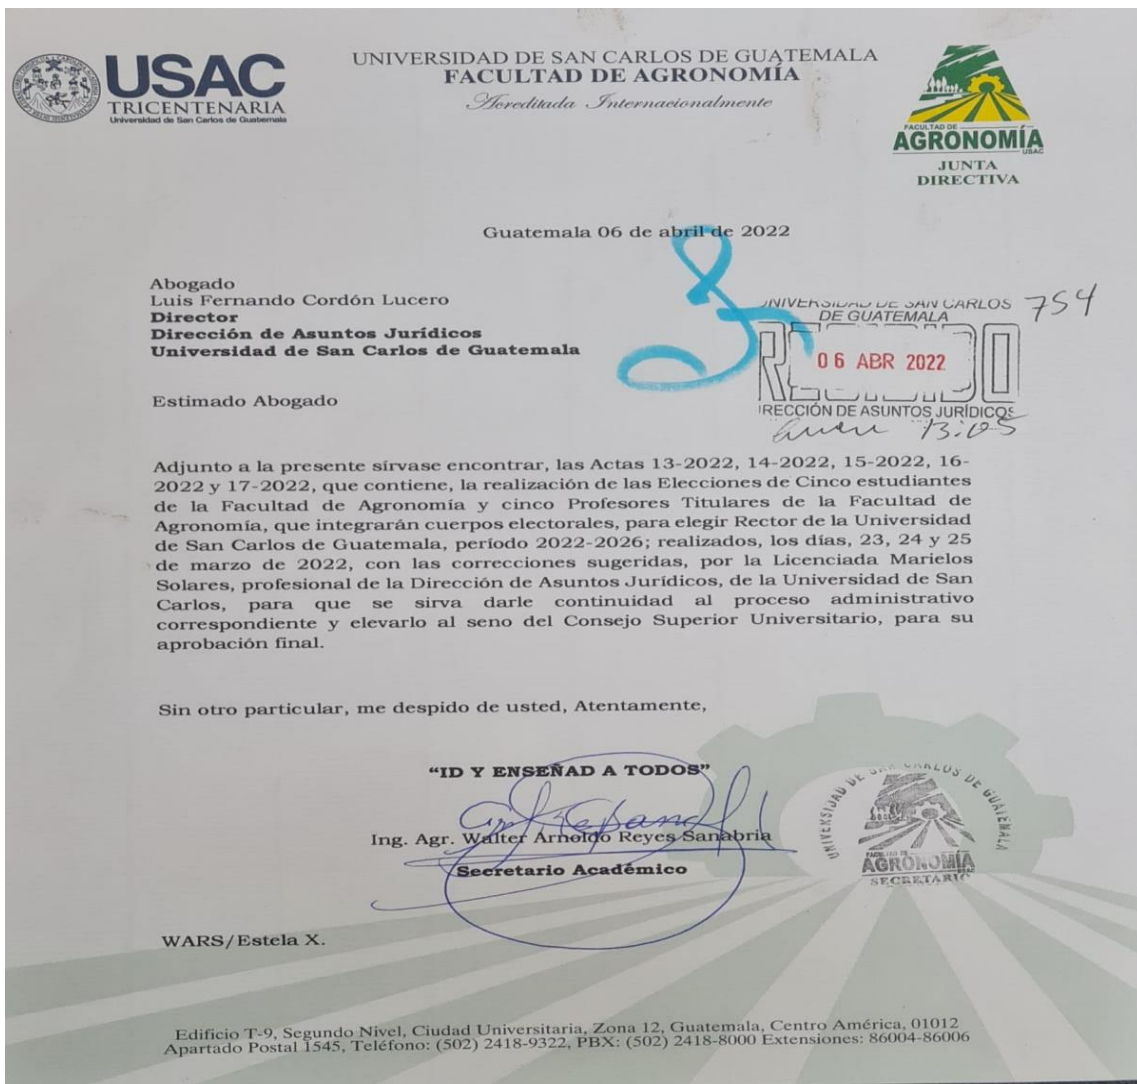 USAC
TRICENTENARIA
Universidad de San Carlos de Guatemala
UNIVERSIDAD DE SAN CARLOS DE GUATEMALA
FACULTAD DE AGRONOMÍA
Acreditada Internacionalmente
FACULTAD DE
AGRONOMÍA
USAC
JUNTA
DIRECTIVA
Guatemala 06 de abril de 2022
Abogado
Luis Fernando Cordón Lucero
Director
Dirección de Asuntos Jurídicos
Universidad de San Carlos de Guatemala
UNIVERSIDAD DE SAN CARLOS 754
DE GUATEMALA
RECIBIDO
06 ABR 2022
IRECCIÓN DE ASUNTOS JURÍDICOS
13:05
Estimado Abogado
Adjunto a la presente sírvase encontrar, las Actas 13-2022, 14-2022, 15-2022, 16-
2022 y 17-2022, que contiene, la realización de las Elecciones de Cinco estudiantes
de la Facultad de Agronomía y cinco Profesores Titulares de la Facultad de
Agronomía, que integrarán cuerpos electorales, para elegir Rector de la Universidad
de San Carlos de Guatemala, período 2022-2026; realizados, los días, 23, 24 y 25
de marzo de 2022, con las correcciones sugeridas, por la Licenciada Marielos
Solares, profesional de la Dirección de Asuntos Jurídicos, de la Universidad de San
Carlos, para que se sirva darle continuidad al proceso administrativo
correspondiente y elevarlo al seno del Consejo Superior Universitario, para su
aprobación final.
Sin otro particular, me despido de usted, Atentamente,
“ID Y ENSEÑAD A TODOS”
Ing. Agr. Walter Arnoldo Reyes Sanabria
Secretario Académico
UNIVERSIDAD DE SAN CARLOS DE GUATEMALA
FACULTAD DE
AGRONOMÍA
SECRETARIO
WARS/Estela X.
Edificio T-9, Segundo Nivel, Ciudad Universitaria, Zona 12, Guatemala, Centro América, 01012
Apartado Postal 1545, Teléfono: (502) 2418-9322, PBX: (502) 2418-8000 Extensiones: 86004-86006